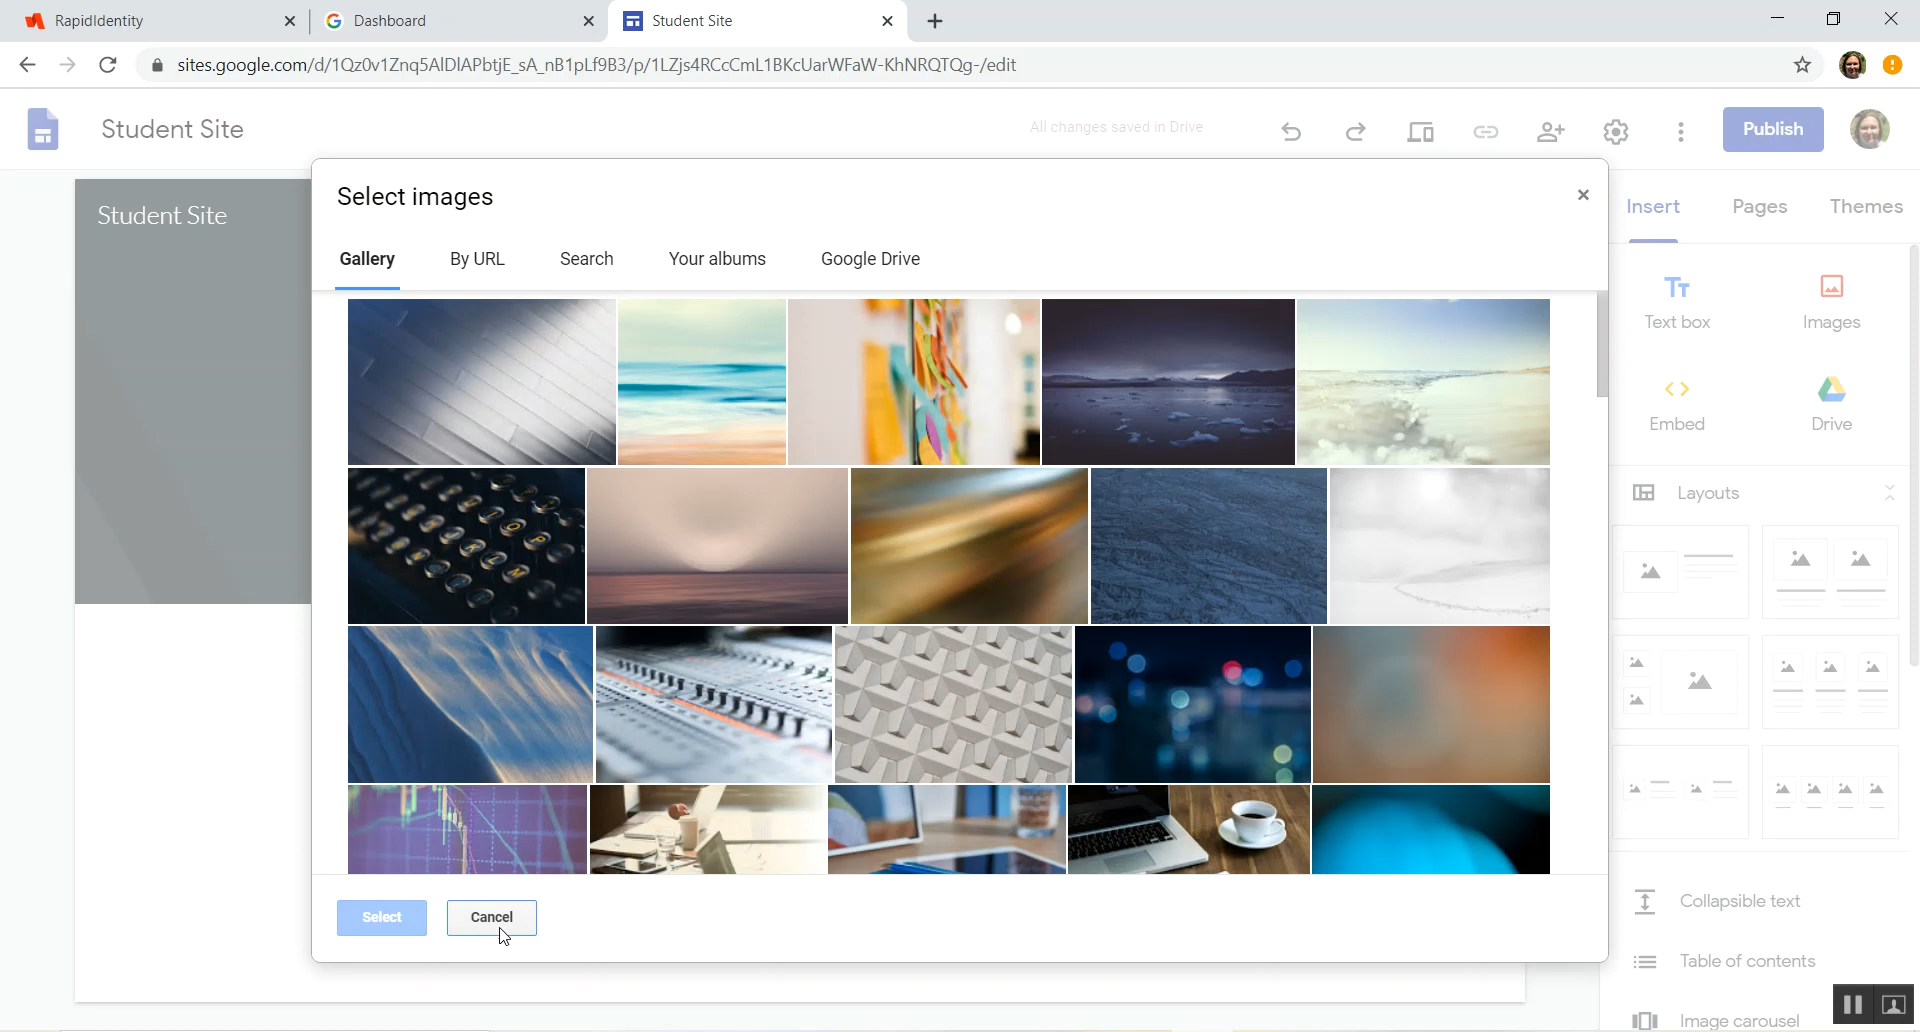 RapidIdentity
Dashboard
Student Site
sites.google.com/d/1Qz0v1Znq5AlDlAPbtjE_sA_nB1pLf9B3/p/1LZjs4RCcCmL1BKcUarWFaW-KhNRQTQg-/edit
Student Site
All changes saved in Drive
Publish
Select images
Student Site
Insert
Pages
Themes
Gallery
By URL
Search
Your albums
Google Drive
Tт
Text box
Images
Embed
Drive
Layouts
Collapsible text
Select
Cancel
Table of contents
Image carousel